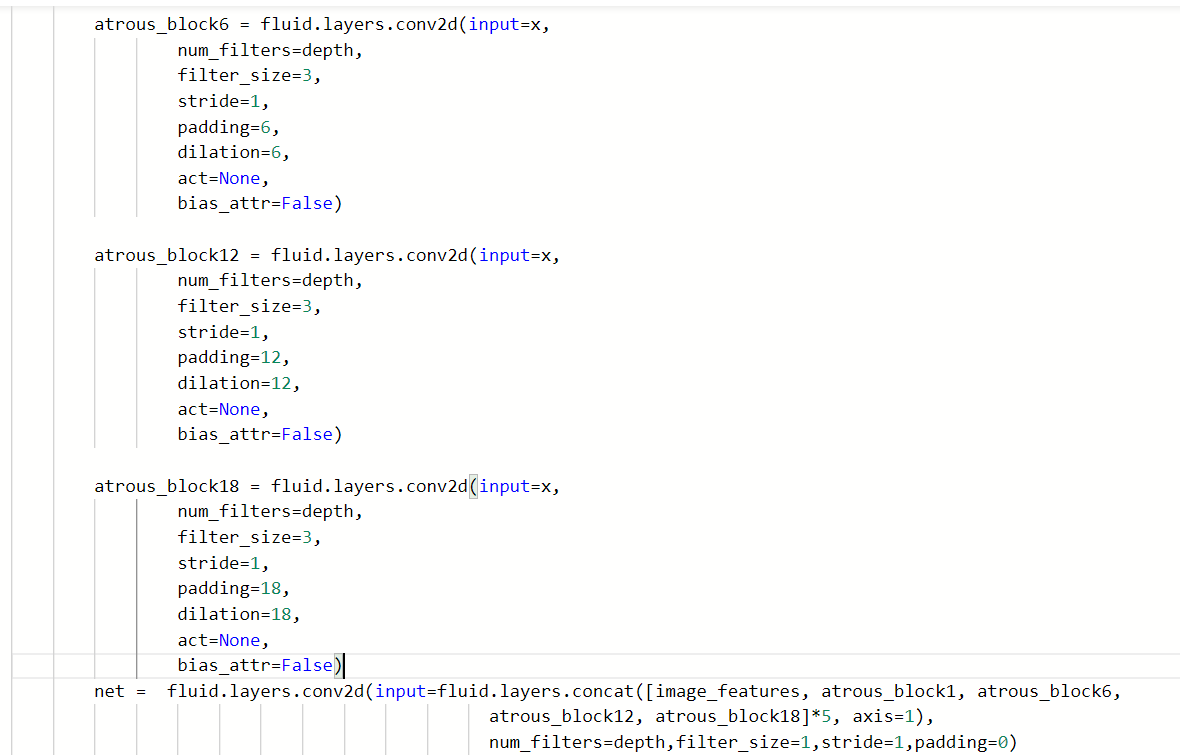 atrous_block6 = fluid.layers.conv2d(input=x,
num_filters=depth,
filter_size=3,
stride=1,
padding=6,
dilation=6,
act=None,
bias_attr=False)
atrous_block12 = fluid.layers.conv2d(input=x,
num_filters=depth,
filter_size=3,
stride=1,
padding=12,
dilation=12,
act=None,
bias_attr=False)
atrous_block18 = fluid.layers.conv2d(input=x,
num_filters=depth,
filter_size=3,
stride=1,
padding=18,
dilation=18,
act=None,
bias_attr=False)
net =  fluid.layers.conv2d(input=fluid.layers.concat([image_features, atrous_block1, atrous_block6,
atrous_block12, atrous_block18]*5, axis=1),
num_filters=depth,filter_size=1,stride=1,padding=0)